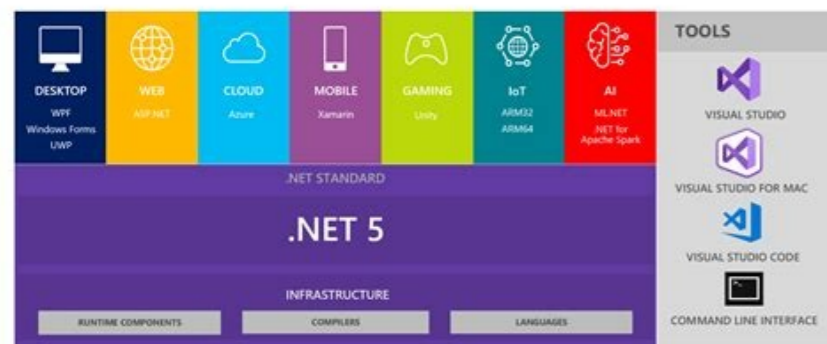 DESKTOP
WPF
Windows Forms
UWP
WEB
ASP.NET
CLOUD
Azure
MOBILE
Xamarin
GAMING
Unity
IoT
ARM32
ARM64
AI
ML.NET
.NET for
Apache Spark
.NET STANDARD
.NET 5
INFRASTRUCTURE
RUNTIME COMPONENTS
COMPILERS
LANGUAGES
TOOLS
VISUAL STUDIO
VISUAL STUDIO FOR MAC
VISUAL STUDIO CODE
COMMAND LINE INTERFACE